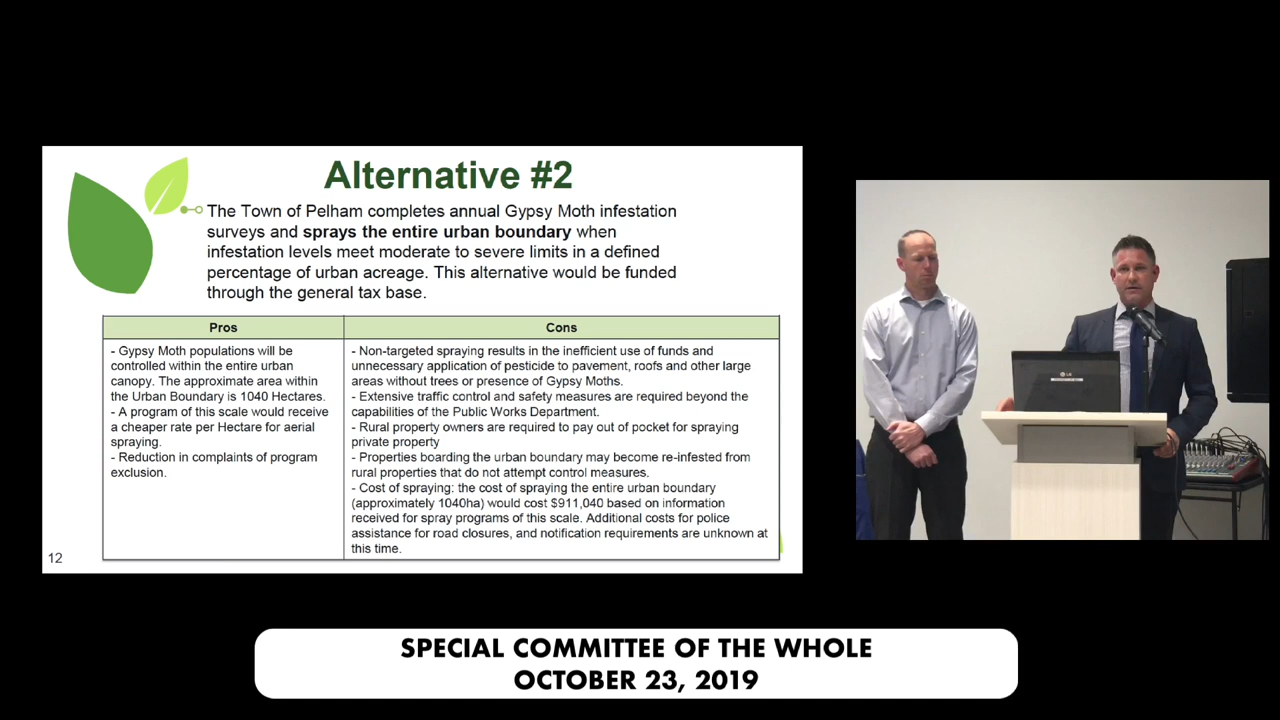 Alternative #2
The Town of Pelham completes annual Gypsy Moth infestation
surveys and sprays the entire urban boundary when
infestation levels meet moderate to severe limits in a defined
percentage of urban acreage. This alternative would be funded
through the general tax base.
Pros
- Gypsy Moth populations will be
controlled within the entire urban
canopy. The approximate area within
the Urban Boundary is 1040 Hectares.
- A program of this scale would receive
a cheaper rate per Hectare for aerial
spraying.
- Reduction in complaints of program
exclusion.
Cons
- Non-targeted spraying results in the inefficient use of funds and
unnecessary application of pesticide to pavement, roofs and other large
areas without trees or presence of Gypsy Moths.
- Extensive traffic control and safety measures are required beyond the
capabilities of the Public Works Department.
- Rural property owners are required to pay out of pocket for spraying
private property
- Properties boarding the urban boundary may become re-infested from
rural properties that do not attempt control measures.
- Cost of spraying: the cost of spraying the entire urban boundary
(approximately 1040ha) would cost $911,040 based on information
received for spray programs of this scale. Additional costs for police
assistance for road closures, and notification requirements are unknown at
this time.
12
LG
SPECIAL COMMITTEE OF THE WHOLE
OCTOBER 23, 2019